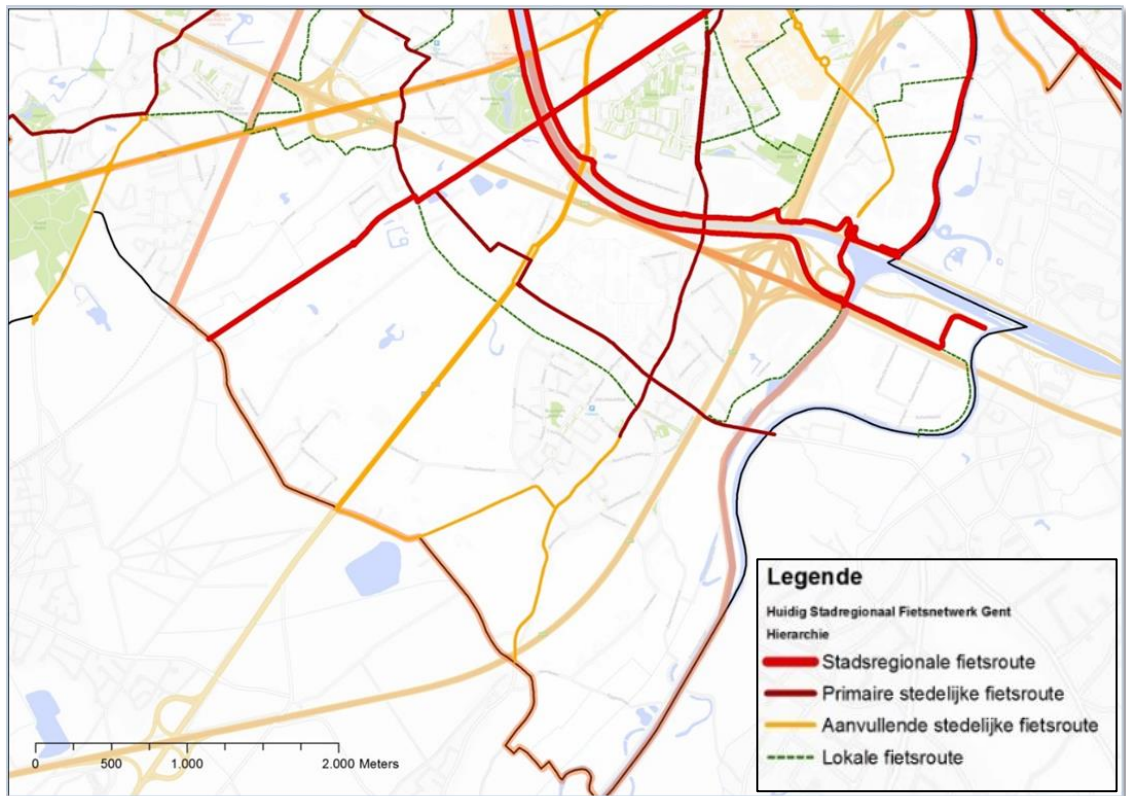 Legende
Huidig Stadregionaal Fietsnetwerk Gent
Hierarchie
Stadsregionale fietsroute
Primaire stedelijke fietsroute
Aanvullende stedelijke fietsroute
Lokale fietsroute
0 500 1.000 2.000 Meters